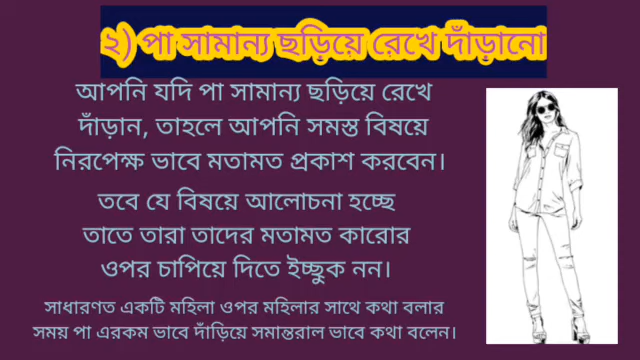 ২) পা সামান্য ছড়িয়ে রেখে দাঁড়ানো
আপনি যদি পা সামান্য ছড়িয়ে রেখে
দাঁড়ান, তাহলে আপনি সমস্ত বিষয়ে
নিরপেক্ষ ভাবে মতামত প্রকাশ করবেন।
তবে যে বিষয়ে আলোচনা হচ্ছে
তাতে তারা তাদের মতামত কারোর
ওপর চাপিয়ে দিতে ইচ্ছুক নন।
সাধারণত একটি মহিলা ওপর মহিলার সাথে কথা বলার
সময় পা এরকম ভাবে দাঁড়িয়ে সমান্তরাল ভাবে কথা বলেন।